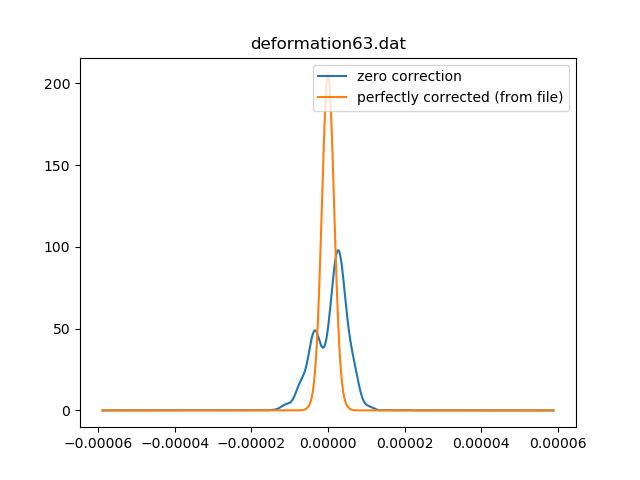 deformation63.dat
zero correction
perfectly corrected (from file)
200
150
100
50
0
−0.00006 −0.00004 −0.00002 0.00000 0.00002 0.00004 0.00006